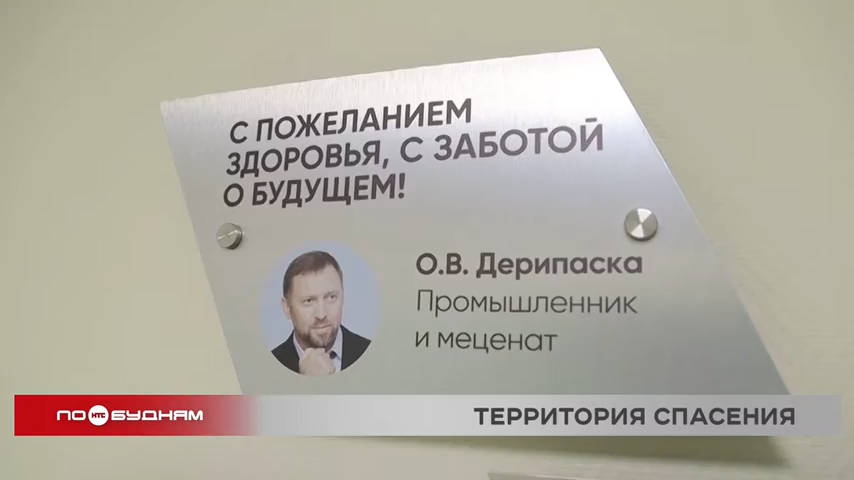 С ПОЖЕЛАНИЕМ
ЗДОРОВЬЯ, С ЗАБОТОЙ
О БУДУЩЕМ!
О.В. Дерипаска
Промышленник
и меценат
ПО НТС БУДНЯМ
ТЕРРИТОРИЯ СПАСЕНИЯ